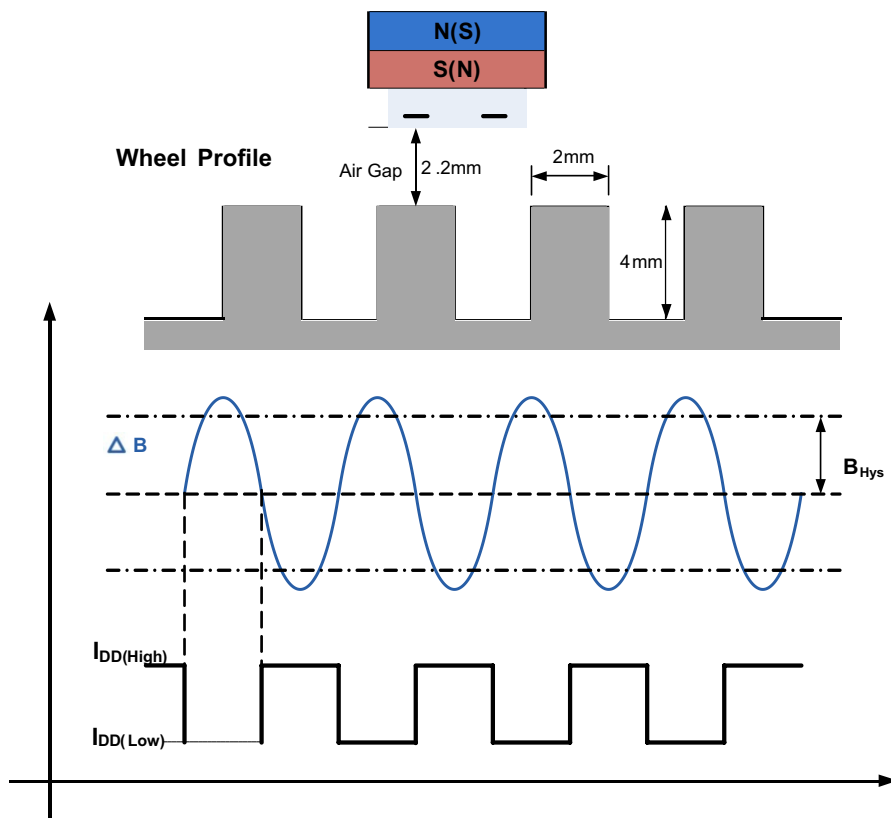 N(S)
S(N)
Wheel Profile
Air Gap
2 .2mm
2mm
4mm
Δ B
BHys
IDD(High)
IDD(Low)